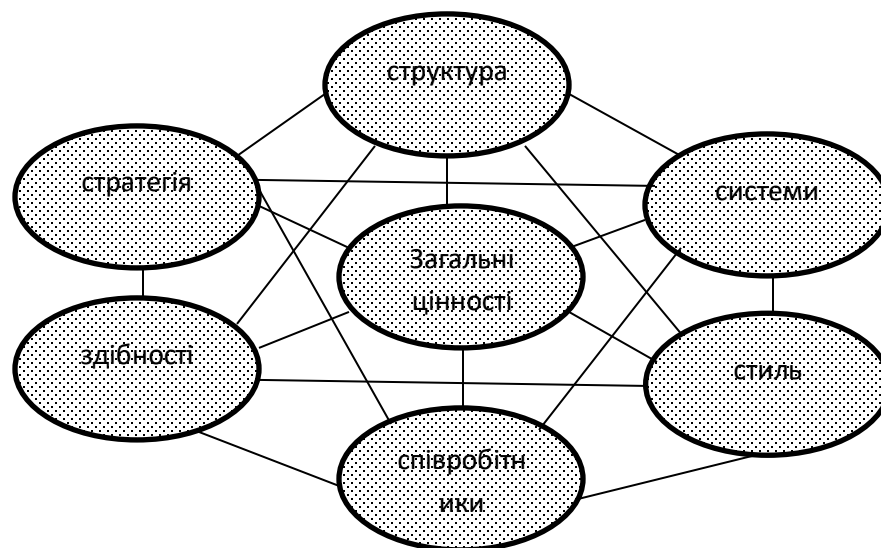 структура
стратегія
системи
Загальні
цінності
здібності
стиль
співробітн
ики